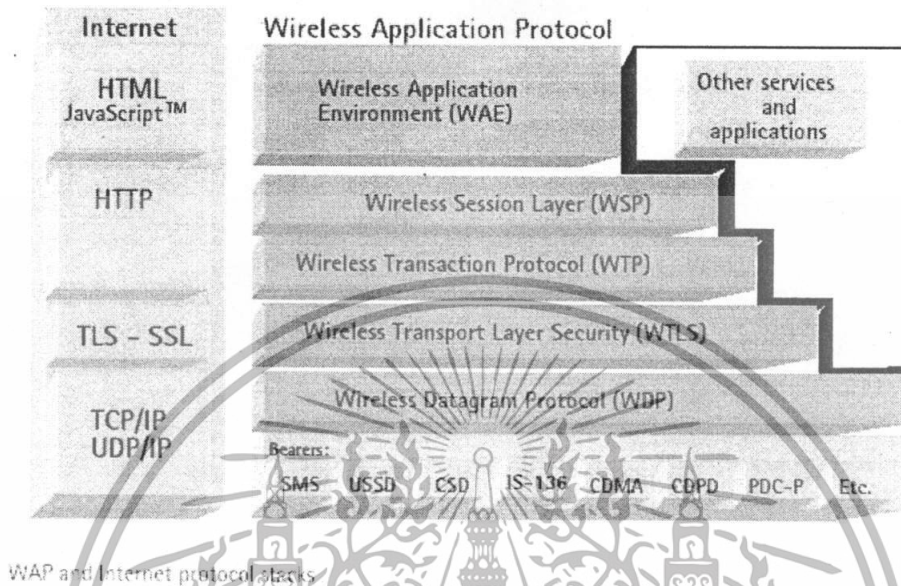 Internet
HTML
JavaScript™
HTTP
TLS - SSL
TCP/IP
UDP/IP
Wireless Application Protocol
Wireless Application
Environment (WAE)
Other services
and
applications
Wireless Session Layer (WSP)
Wireless Transaction Protocol (WTP)
Wireless Transport Layer Security (WTLS)
Wireless Datagram Protocol (WDP)
Bearers:
SMS USSD CSD IS-136 CDMA CDPD PDC-P Etc.
WAP and Internet protocol stacks